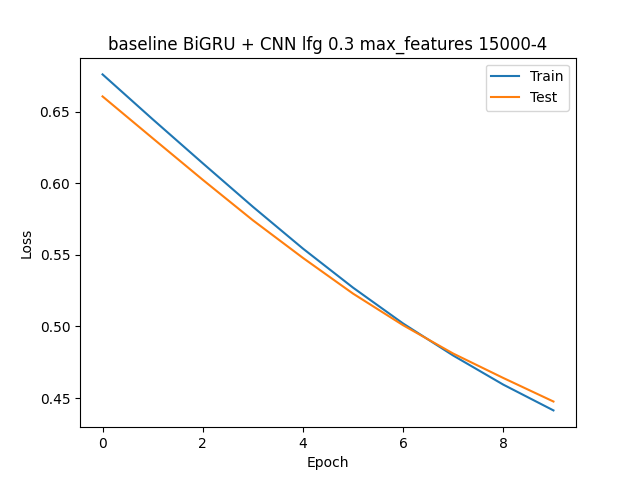 baseline BiGRU + CNN lfg 0.3 max_features 15000-4
Train
Test
Loss
0.65
0.60
0.55
0.50
0.45
0 2 4 6 8
Epoch